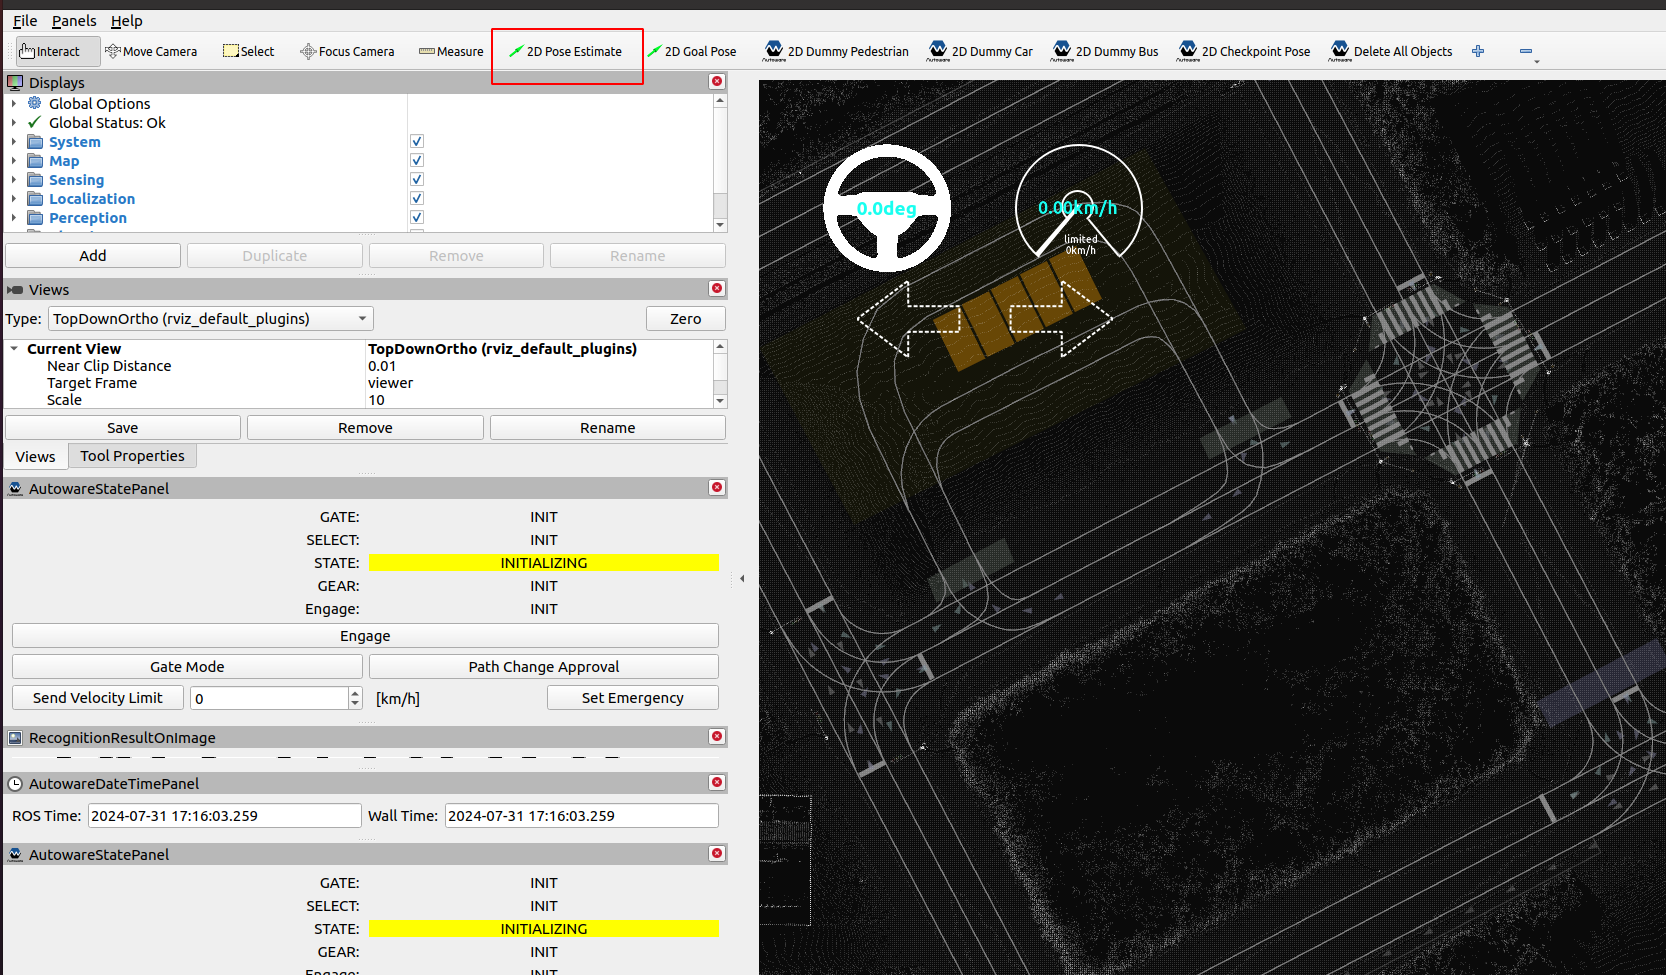 File Panels Help
Interact Move Camera Select Focus Camera Measure 2D Pose Estimate 2D Goal Pose 2D Dummy Pedestrian 2D Dummy Car 2D Dummy Bus 2D Checkpoint Pose Delete All Objects
Autoware Autoware Autoware Autoware Autoware
Displays
Global Options
Global Status: Ok
System
Map
Sensing
Localization
Perception
Add Duplicate Remove Rename
Views
Type: TopDownOrtho (rviz_default_plugins) Zero
Current View TopDownOrtho (rviz_default_plugins)
Near Clip Distance 0.01
Target Frame viewer
Scale 10
Save Remove Rename
Views Tool Properties
AutowareStatePanel
GATE: INIT
SELECT: INIT
STATE: INITIALIZING
GEAR: INIT
Engage: INIT
Engage
Gate Mode Path Change Approval
Send Velocity Limit 0 [km/h] Set Emergency
RecognitionResultOnImage
AutowareDateTimePanel
ROS Time: 2024-07-31 17:16:03.259 Wall Time: 2024-07-31 17:16:03.259
AutowareStatePanel
GATE: INIT
SELECT: INIT
STATE: INITIALIZING
GEAR: INIT
Engage: INIT
0.0deg
0.00km/h
limited
0km/h